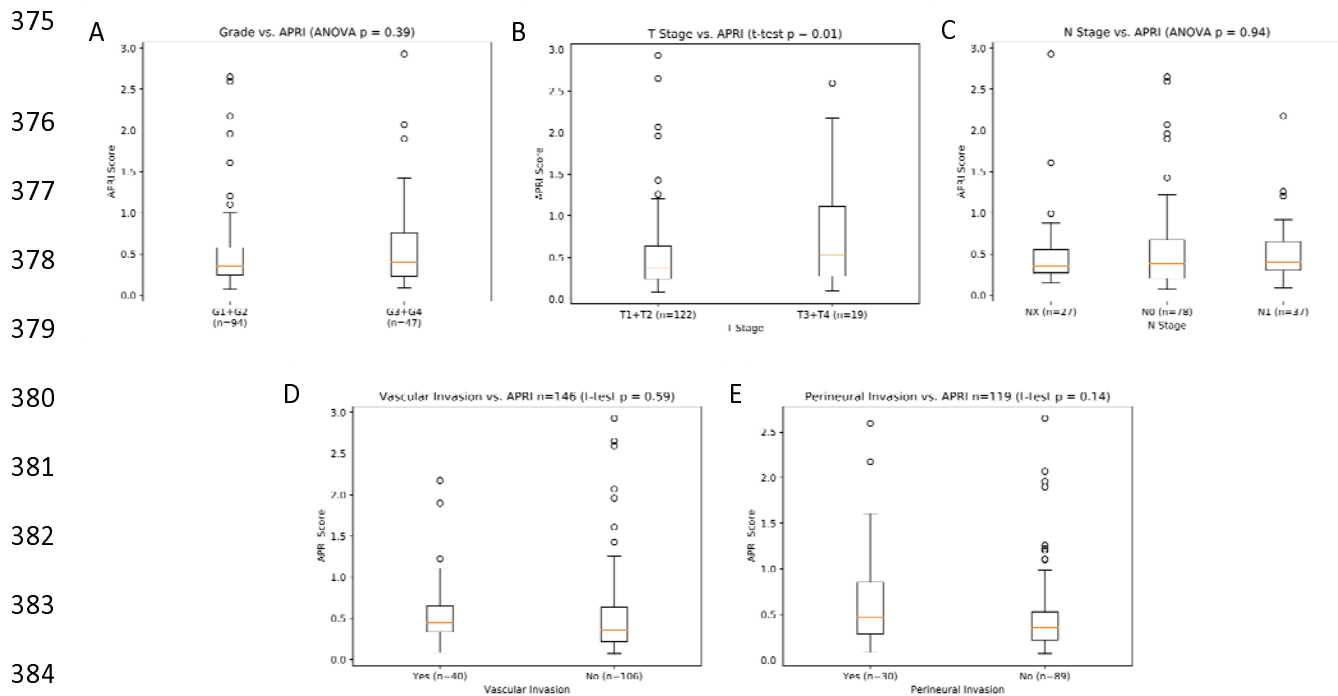 375
A
Grade vs. APRI (ANOVA p = 0.39)
3.0
2.5
2.0
1.5
1.0
0.5
0.0
APRI Score
G1+G2
(n=94)
G3+G4
(n=47)
B
T Stage vs. APRI (t-test p = 0.01)
3.0
2.5
2.0
1.5
1.0
0.5
0.0
APRI Score
T1+T2 (n=122)
T3+T4 (n=19)
T Stage
C
N Stage vs. APRI (ANOVA p = 0.94)
3.0
2.5
2.0
1.5
1.0
0.5
0.0
APRI Score
NX (n=27)
N0 (n=78)
N1 (n=37)
N Stage
376
377
378
379
380
D
Vascular Invasion vs. APRI n=146 (t-test p = 0.59)
3.0
2.5
2.0
1.5
1.0
0.5
0.0
APRI Score
Yes (n=40)
No (n=106)
Vascular Invasion
E
Perineural Invasion vs. APRI n=119 (t-test p = 0.14)
2.5
2.0
1.5
1.0
0.5
0.0
APRI Score
Yes (n=30)
No (n=89)
Perineural Invasion
381
382
383
384